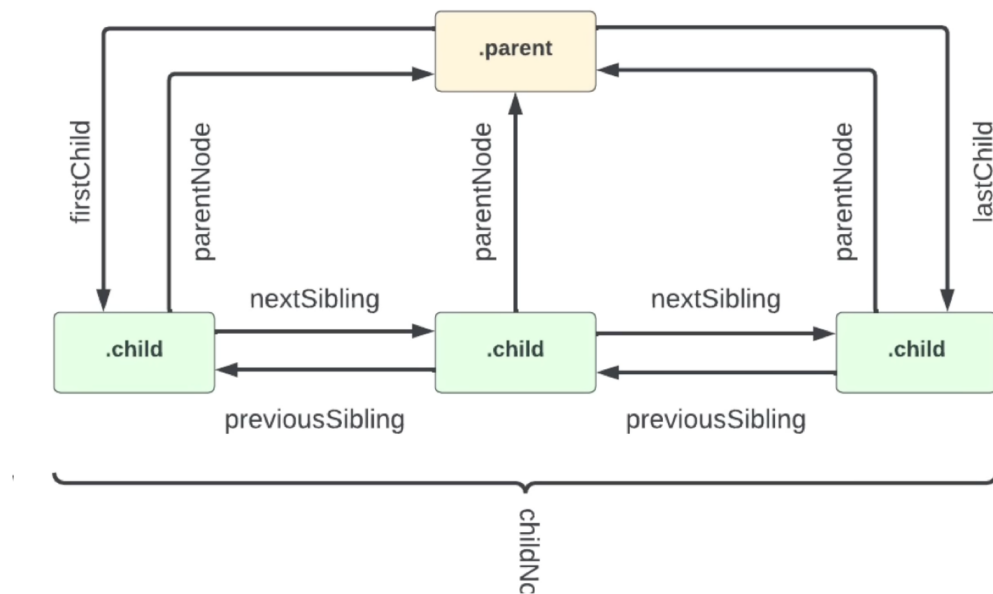 .parent
firstChild
parentNode
parentNode
parentNode
lastChild
nextSibling
nextSibling
.child
.child
.child
previousSibling
previousSibling